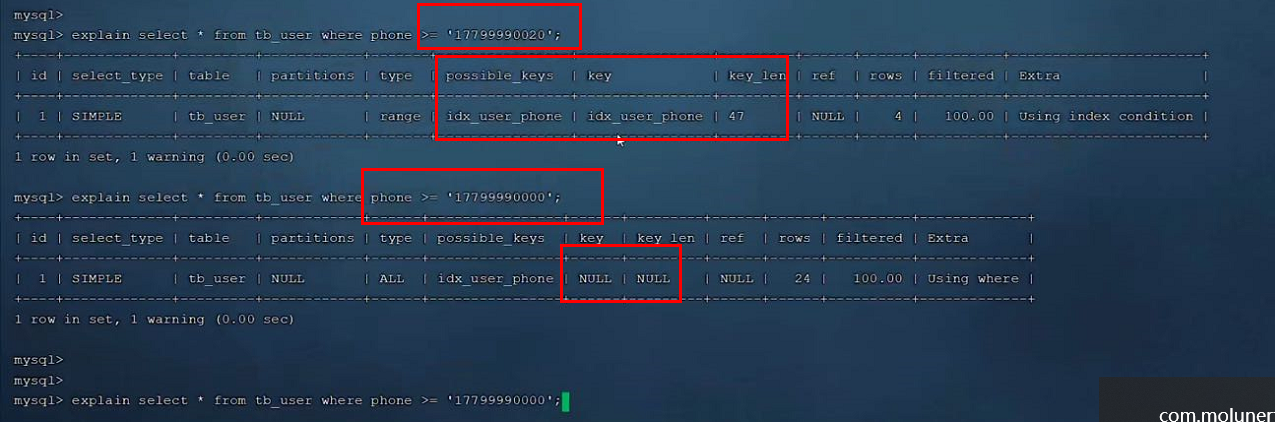 mysql>
mysql> explain select * from tb_user where phone >= '17799990020';
+----+-------------+---------+------------+-------+----------------+----------------+---------+------+------+----------+-----------------------+
| id | select_type | table | partitions | type | possible_keys | key | key_len | ref | rows | filtered | Extra |
+----+-------------+---------+------------+-------+----------------+----------------+---------+------+------+----------+-----------------------+
| 1 | SIMPLE | tb_user | NULL | range | idx_user_phone | idx_user_phone | 47 | NULL | 4 | 100.00 | Using index condition |
+----+-------------+---------+------------+-------+----------------+----------------+---------+------+------+----------+-----------------------+
1 row in set, 1 warning (0.00 sec)
mysql> explain select * from tb_user where phone >= '17799990000';
+----+-------------+---------+------------+------+----------------+------+---------+------+------+----------+-------------+
| id | select_type | table | partitions | type | possible_keys | key | key_len | ref | rows | filtered | Extra |
+----+-------------+---------+------------+------+----------------+------+---------+------+------+----------+-------------+
| 1 | SIMPLE | tb_user | NULL | ALL | idx_user_phone | NULL | NULL | NULL | 24 | 100.00 | Using where |
+----+-------------+---------+------------+------+----------------+------+---------+------+------+----------+-------------+
1 row in set, 1 warning (0.00 sec)
mysql>
mysql>
mysql> explain select * from tb_user where phone >= '17799990000';
com.moluner